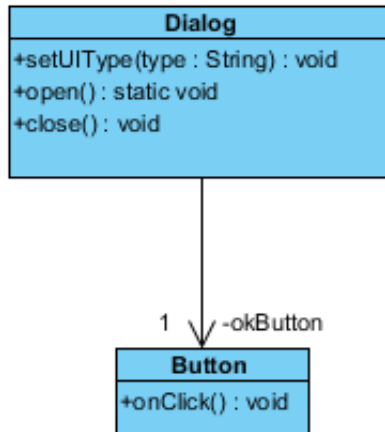 Dialog
+setUIType(type : String) : void
+open() : static void
+close() : void
1 -okButton
Button
+onClick() : void